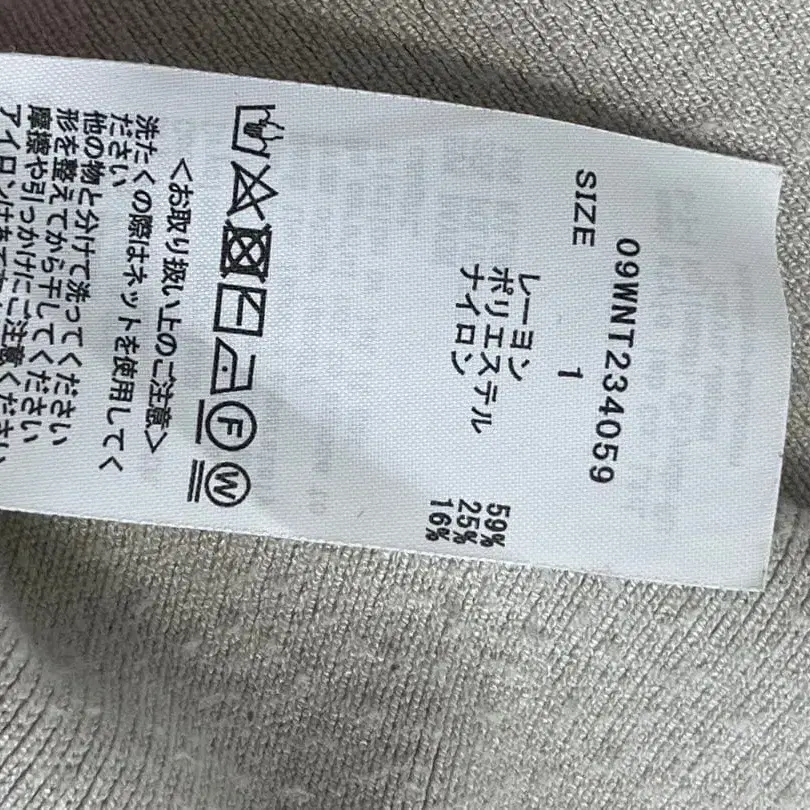 09WNT234059
SIZE 1
レーヨン 59%
ポリエステル 25%
ナイロン 16%
F
W
<お取り扱い上のご注意>
洗たくの際はネットを使用してく
ださい
他の物と分けて洗ってください
形を整えてから干してください
摩擦や引っかけにご注意ください